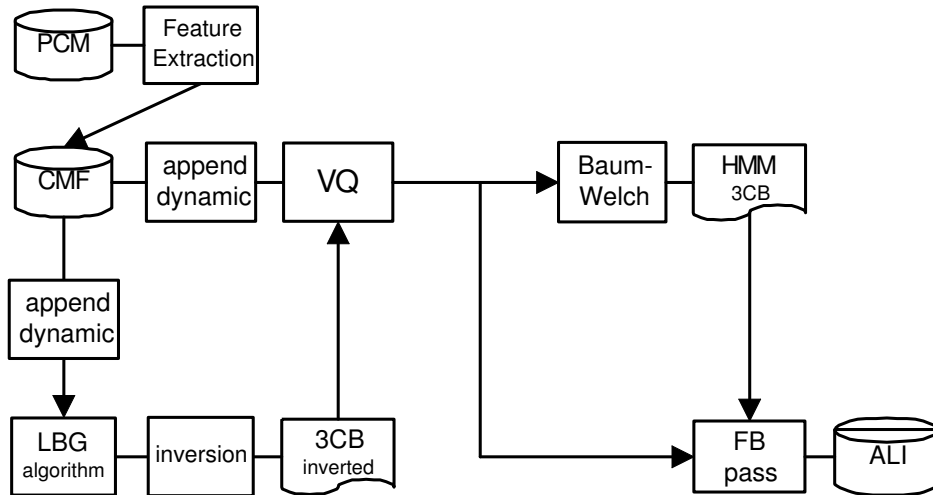 PCM
Feature
Extraction
CMF
append
dynamic
VQ
Baum-
Welch
HMM
3CB
append
dynamic
LBG
algorithm
inversion
3CB
inverted
FB
pass
ALI